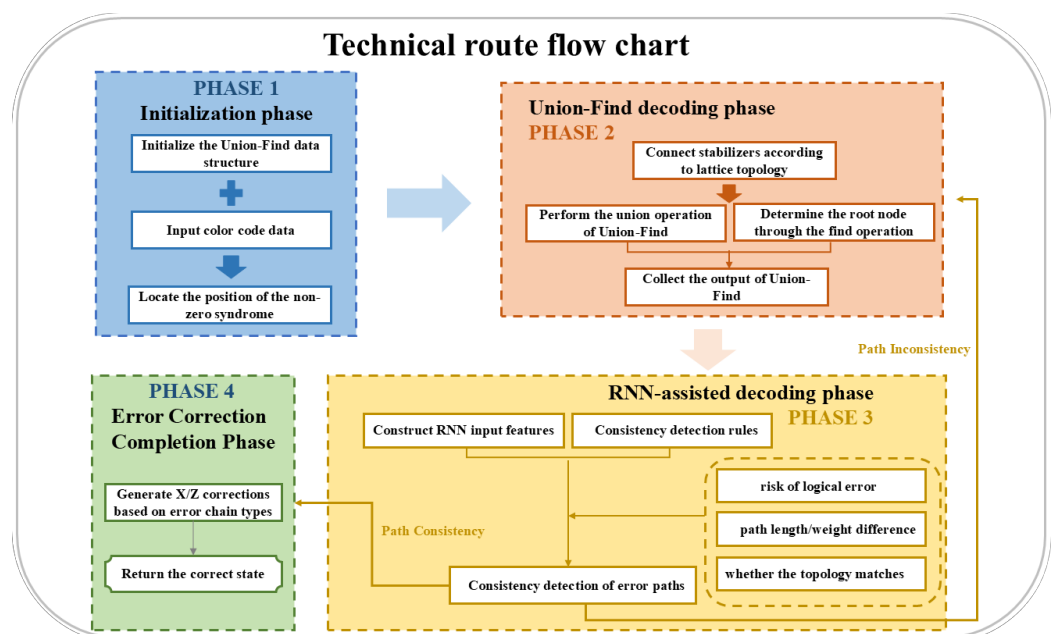 Technical route flow chart
PHASE 1
Initialization phase
Initialize the Union-Find data
structure
Input color code data
Locate the position of the non-
zero syndrome
Union-Find decoding phase
PHASE 2
Connect stabilizers according
to lattice topology
Perform the union operation
of Union-Find
Determine the root node
through the find operation
Collect the output of Union-
Find
Path Inconsistency
RNN-assisted decoding phase
PHASE 3
Construct RNN input features
Consistency detection rules
risk of logical error
path length/weight difference
whether the topology matches
Consistency detection of error paths
Path Consistency
PHASE 4
Error Correction
Completion Phase
Generate X/Z corrections
based on error chain types
Return the correct state